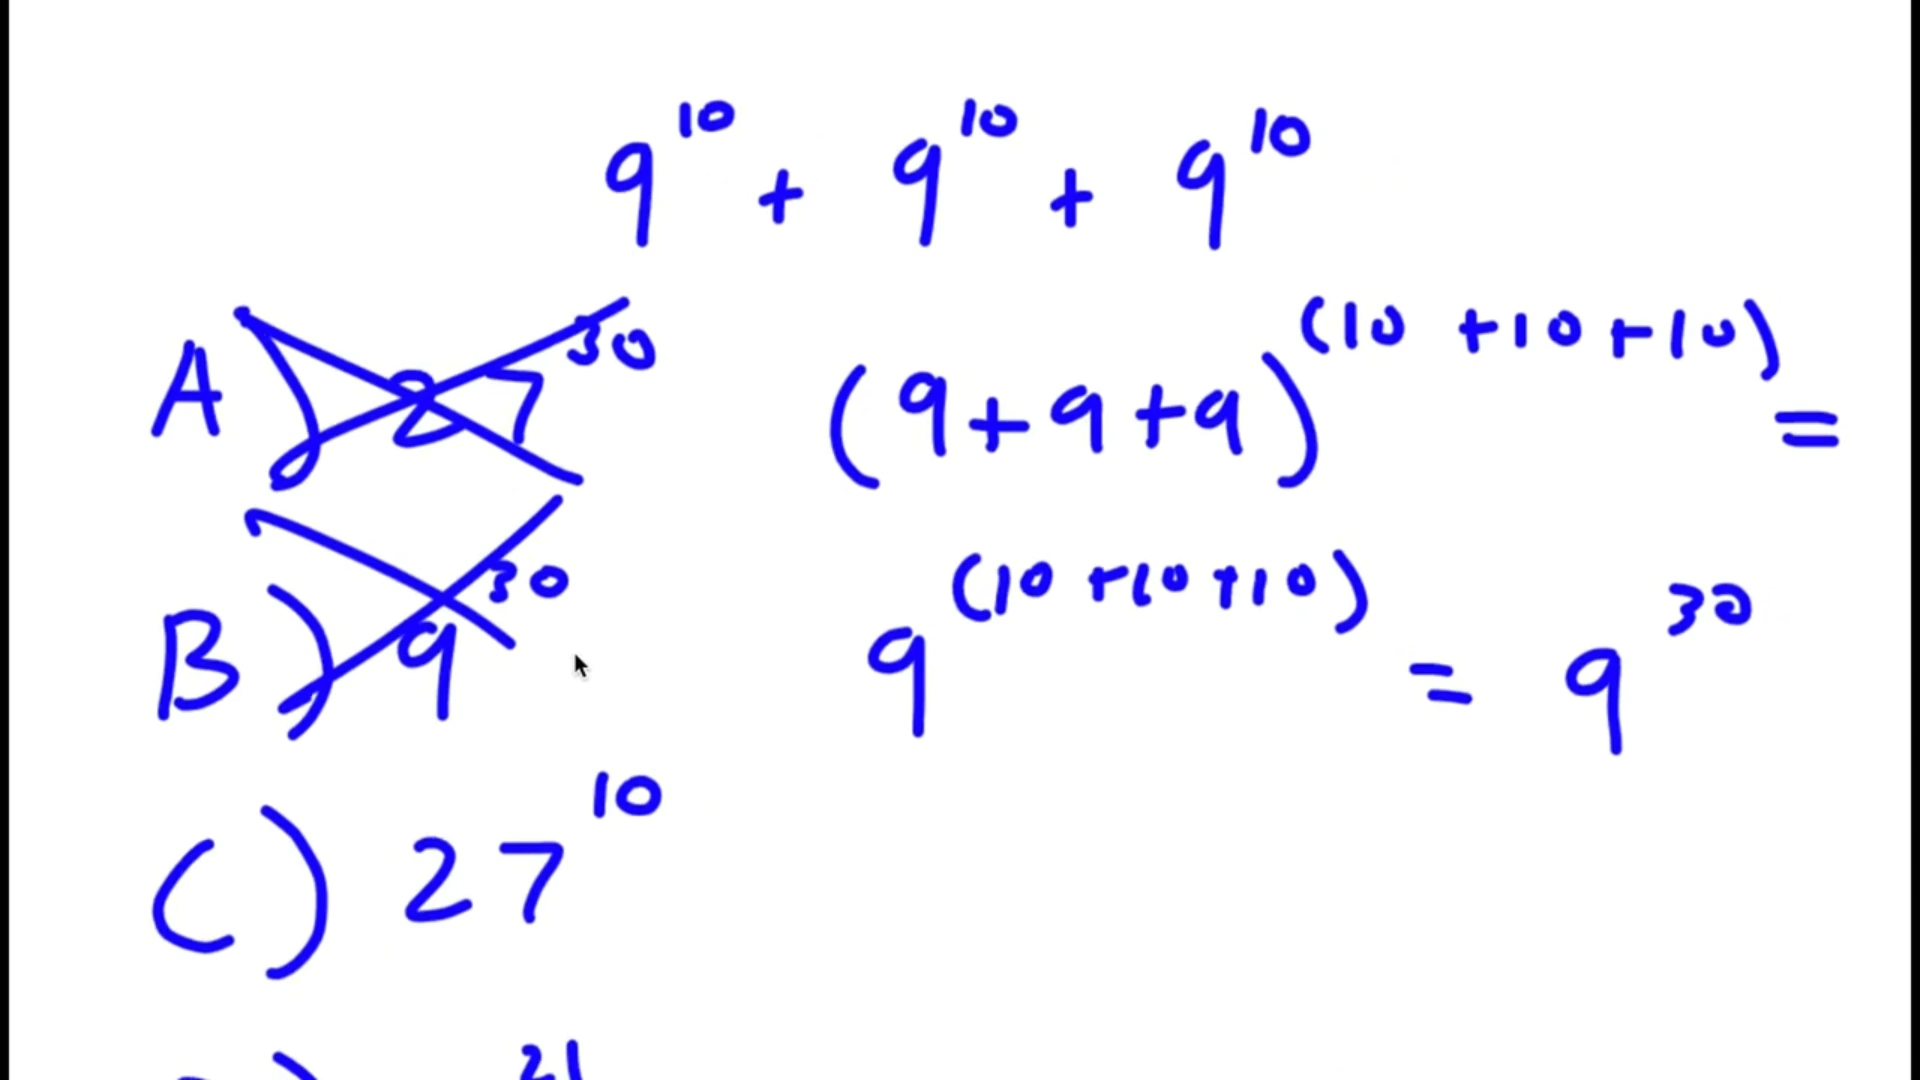 9^10 + 9^10 + 9^10
A) 27^30
(9+9+9)^(10+10+10) =
B) 9^30
9^(10+10+10) = 9^30
C) 27^10
21